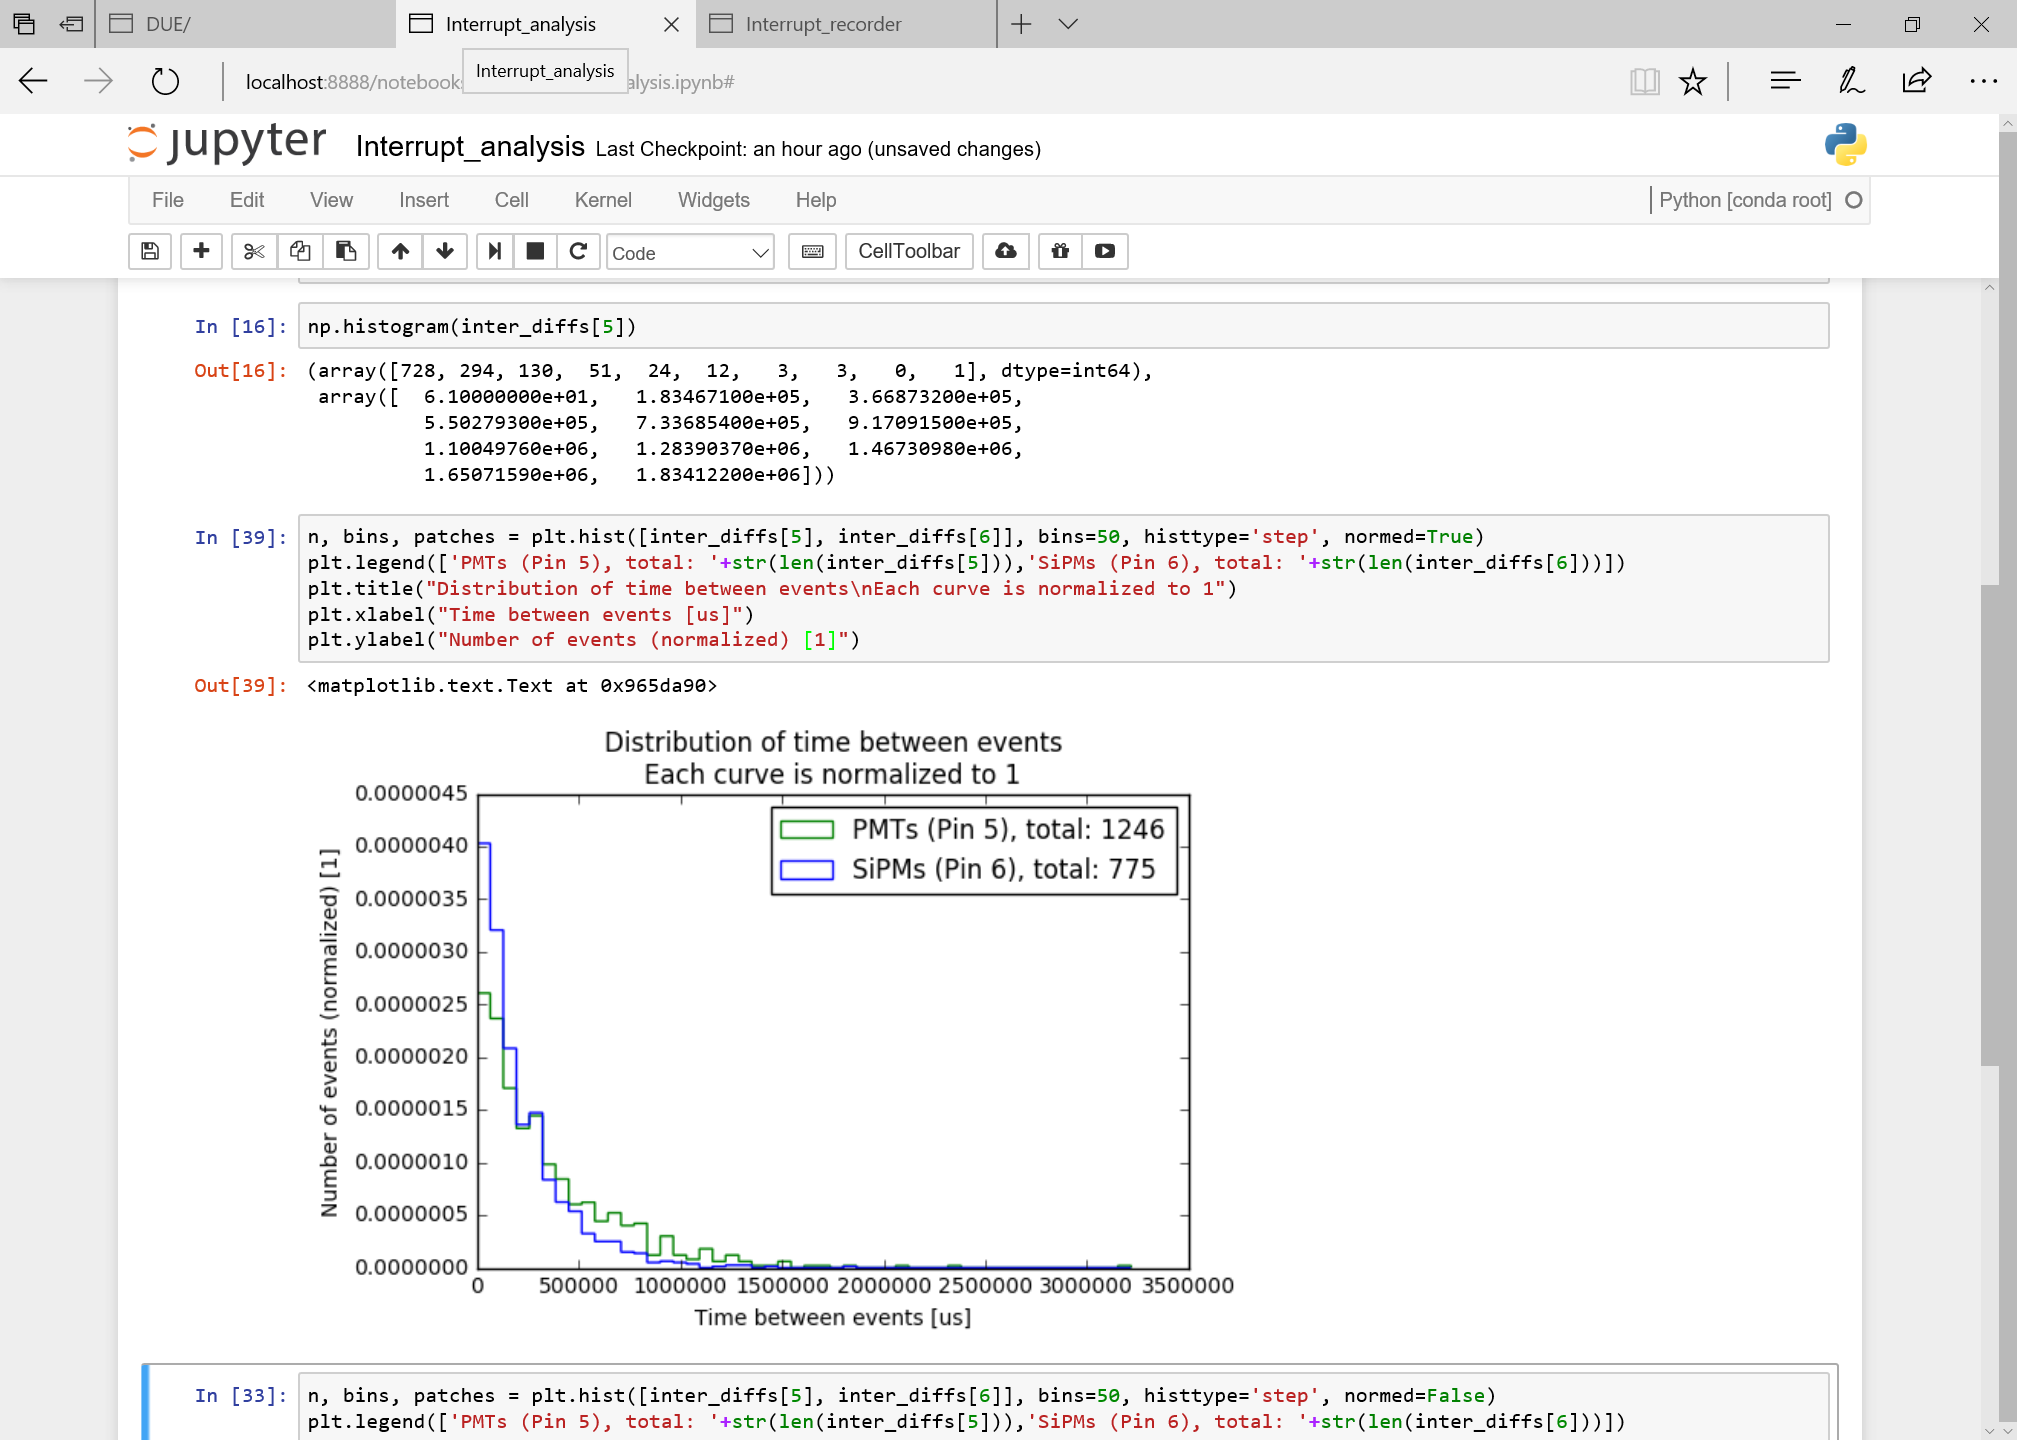 DUE/
Interrupt_analysis
Interrupt_recorder
Interrupt_analysis
localhost:8888/notebook alysis.ipynb#
jupyter Interrupt_analysis Last Checkpoint: an hour ago (unsaved changes)
File Edit View Insert Cell Kernel Widgets Help Python [conda root]
Code CellToolbar
In [16]: np.histogram(inter_diffs[5])
Out[16]: (array([728, 294, 130, 51, 24, 12, 3, 3, 0, 1], dtype=int64),
array([ 6.10000000e+01, 1.83467100e+05, 3.66873200e+05,
5.50279300e+05, 7.33685400e+05, 9.17091500e+05,
1.10049760e+06, 1.28390370e+06, 1.46730980e+06,
1.65071590e+06, 1.83412200e+06]))
In [39]: n, bins, patches = plt.hist([inter_diffs[5], inter_diffs[6]], bins=50, histtype='step', normed=True)
plt.legend(['PMTs (Pin 5), total: '+str(len(inter_diffs[5])),'SiPMs (Pin 6), total: '+str(len(inter_diffs[6]))])
plt.title("Distribution of time between events\nEach curve is normalized to 1")
plt.xlabel("Time between events [us]")
plt.ylabel("Number of events (normalized) [1]")
Out[39]: <matplotlib.text.Text at 0x965da90>
Distribution of time between events
Each curve is normalized to 1
PMTs (Pin 5), total: 1246
SiPMs (Pin 6), total: 775
Number of events (normalized) [1]
0.0000045
0.0000040
0.0000035
0.0000030
0.0000025
0.0000020
0.0000015
0.0000010
0.0000005
0.0000000
0 500000 1000000 1500000 2000000 2500000 3000000 3500000
Time between events [us]
In [33]: n, bins, patches = plt.hist([inter_diffs[5], inter_diffs[6]], bins=50, histtype='step', normed=False)
plt.legend(['PMTs (Pin 5), total: '+str(len(inter_diffs[5])),'SiPMs (Pin 6), total: '+str(len(inter_diffs[6]))])